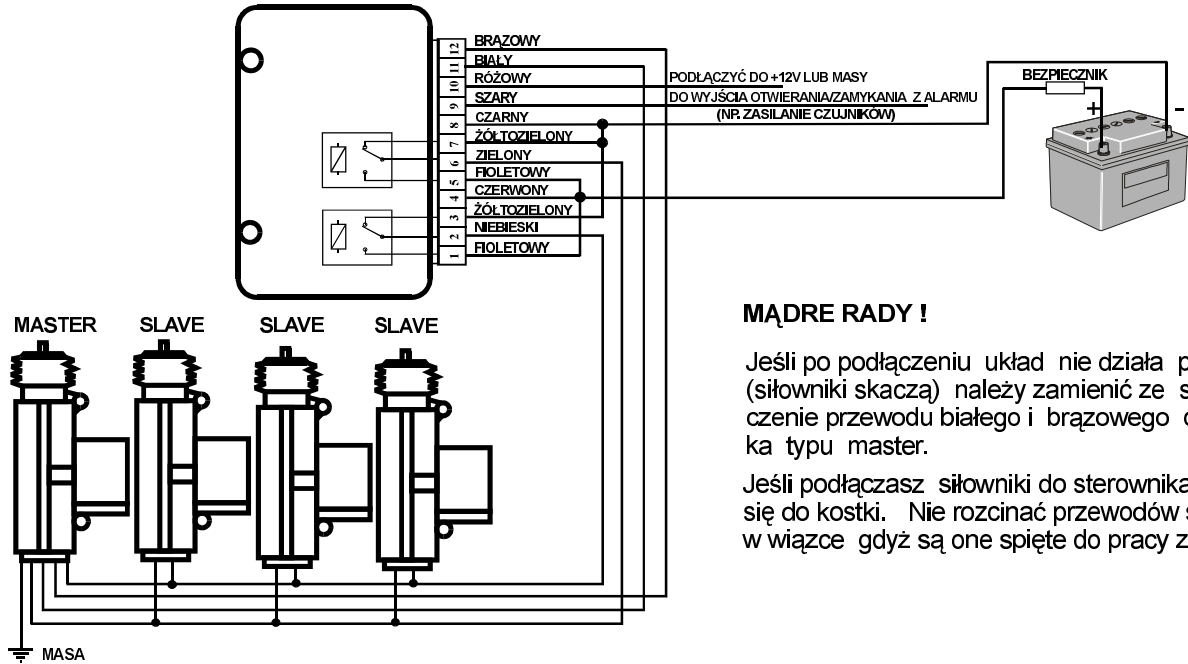 12 BRĄZOWY
11 BIAŁY
10 RÓŻOWY
9 SZARY
8 CZARNY
7 ŻÓŁTOZIELONY
6 ZIELONY
5 FIOLETOWY
4 CZERWONY
3 ŻÓŁTOZIELONY
2 NIEBIESKI
1 FIOLETOWY
PODŁĄCZYĆ DO +12V LUB MASY
DO WYJŚCIA OTWIERANIA/ZAMYKANIA Z ALARMU
(NP. ZASILANIE CZUJNIKÓW)
BEZPIECZNIK
+ -
MASTER SLAVE SLAVE SLAVE
MASA
MĄDRE RADY !
Jeśli po podłączeniu układ nie działa p
(siłowniki skaczą) należy zamienić ze s
czenie przewodu białego i brązowego
ka typu master.
Jeśli podłączasz siłowniki do sterownika
się do kostki. Nie rozcinać przewodów s
w wiązce gdyż są one spięte do pracy z